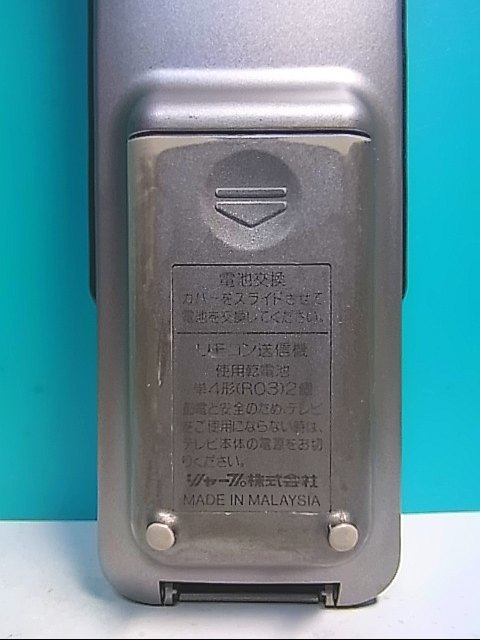 電池交換
カバーをスライドさせて
電池を交換してください。
リモコン送信機
使用乾電池
単4形(R03)2個
節電と安全のため、テレビ
をご使用にならない時は、
テレビ本体の電源をお切
りください。
シャープ株式会社
MADE IN MALAYSIA